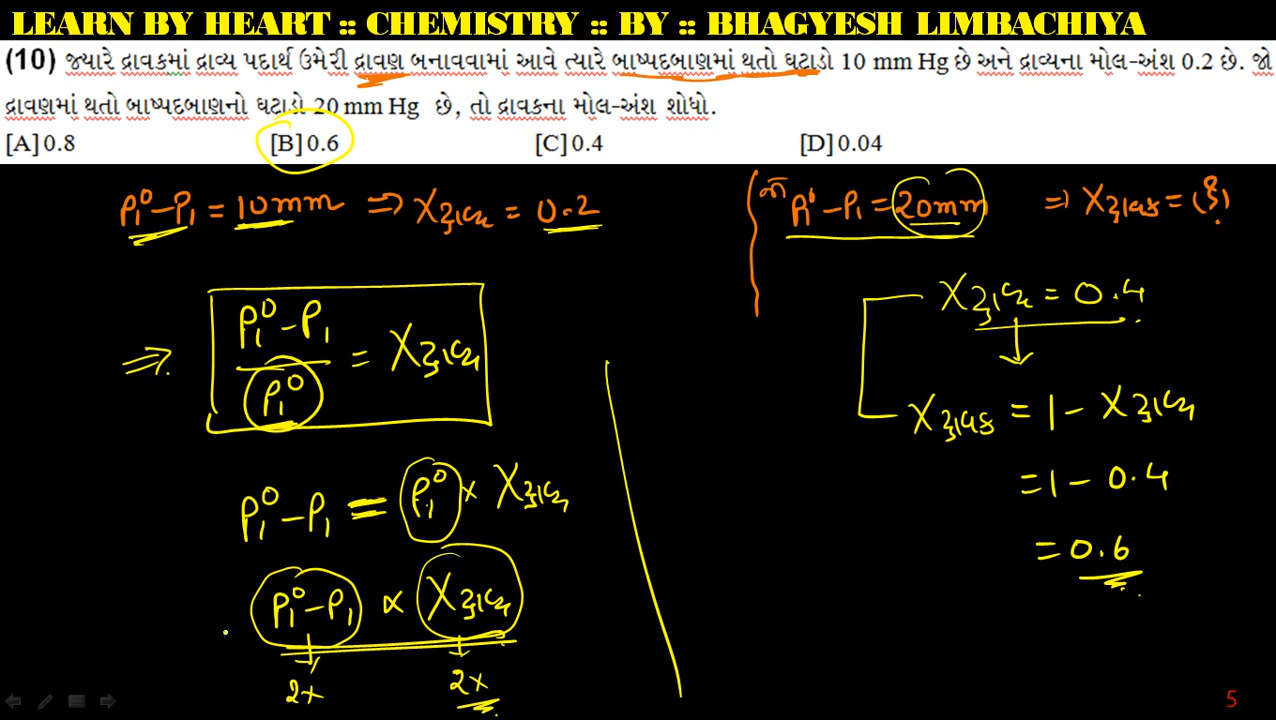 LEARN BY HEART :: CHEMISTRY :: BY :: BHAGYESH LIMBACHIYA
(10) જ્યારે દ્રાવકમાં દ્રાવ્ય પદાર્થ ઉમેરી દ્રાવણ બનાવવામાં આવે ત્યારે બાષ્પદબાણમાં થતો ઘટાડો 10 mm Hg છે અને દ્રાવ્યના મોલ-અંશ 0.2 છે. જો
દ્રાવણમાં થતો બાષ્પદબાણનો ઘટાડો 20 mm Hg છે, તો દ્રાવકના મોલ-અંશ શોધો.
[A] 0.8 [B] 0.6 [C] 0.4 [D] 0.04
P₁⁰ - P₁ = 10mm ⇒ Xદ્રાવ્ય = 0.2
જો P₁⁰ - P₁ = 20mm ⇒ Xદ્રાવક = (?)
⇒ (P₁⁰ - P₁) / P₁⁰ = Xદ્રાવ્ય
P₁⁰ - P₁ = P₁⁰ × Xદ્રાવ્ય
P₁⁰ - P₁ ∝ Xદ્રાવ્ય
2x 2x
Xદ્રાવ્ય = 0.4
Xદ્રાવક = 1 - Xદ્રાવ્ય
= 1 - 0.4
= 0.6
5